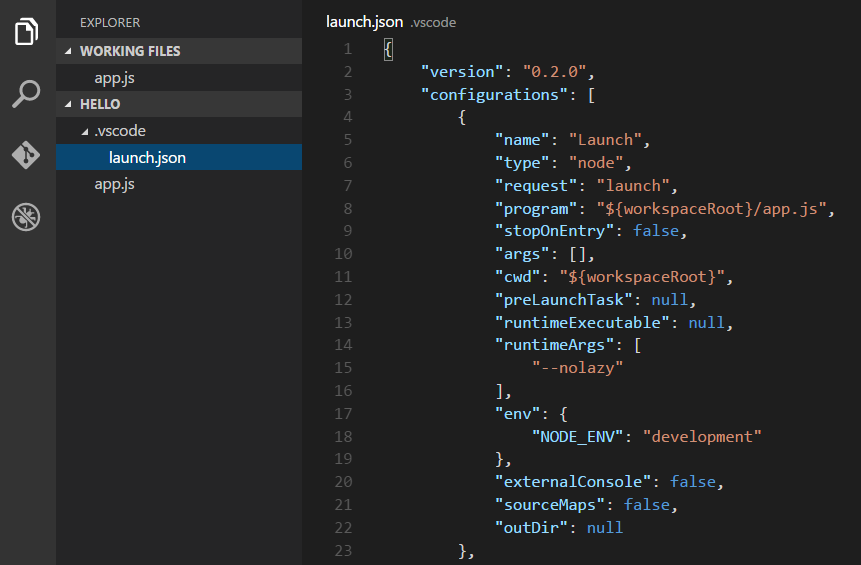 EXPLORER
WORKING FILES
app.js
HELLO
.vscode
launch.json
app.js
launch.json .vscode
1 {
2 "version": "0.2.0",
3 "configurations": [
4 {
5 "name": "Launch",
6 "type": "node",
7 "request": "launch",
8 "program": "${workspaceRoot}/app.js",
9 "stopOnEntry": false,
10 "args": [],
11 "cwd": "${workspaceRoot}",
12 "preLaunchTask": null,
13 "runtimeExecutable": null,
14 "runtimeArgs": [
15 "--nolazy"
16 ],
17 "env": {
18 "NODE_ENV": "development"
19 },
20 "externalConsole": false,
21 "sourceMaps": false,
22 "outDir": null
23 },